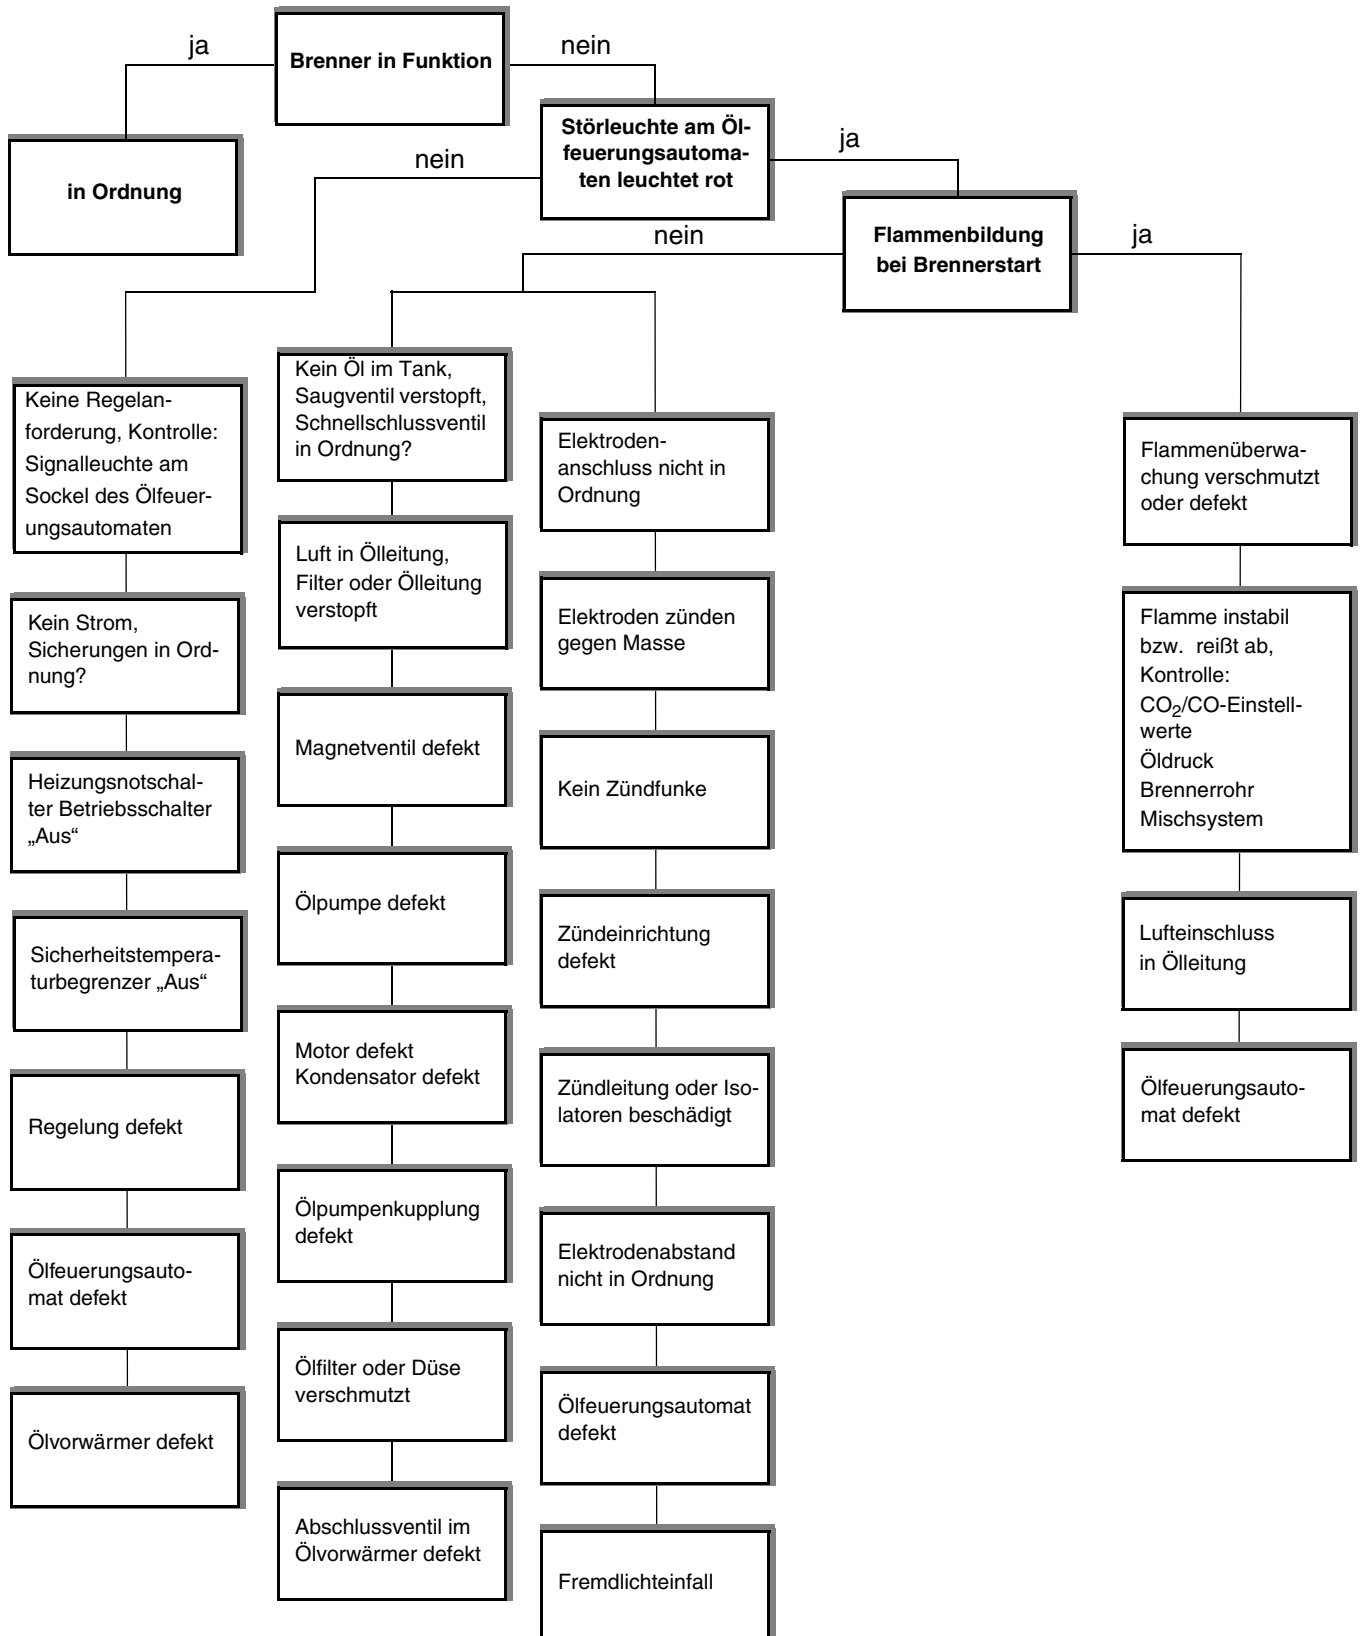 ja
Brenner in Funktion
nein
in Ordnung
Störleuchte am Öl-
feuerungsautoma-
ten leuchtet rot
nein
ja
Flammenbildung
bei Brennerstart
nein
ja
Keine Regelan-
forderung, Kontrolle:
Signalleuchte am
Sockel des Ölfeuer-
ungsautomaten
Kein Strom,
Sicherungen in Ord-
nung?
Heizungsnotschal-
ter Betriebsschalter
„Aus“
Sicherheitstempera-
turbegrenzer „Aus“
Regelung defekt
Ölfeuerungsauto-
mat defekt
Ölvorwärmer defekt
Kein Öl im Tank,
Saugventil verstopft,
Schnellschlussventil
in Ordnung?
Luft in Ölleitung,
Filter oder Ölleitung
verstopft
Magnetventil defekt
Ölpumpe defekt
Motor defekt
Kondensator defekt
Ölpumpenkupplung
defekt
Ölfilter oder Düse
verschmutzt
Abschlussventil im
Ölvorwärmer defekt
Elektroden-
anschluss nicht in
Ordnung
Elektroden zünden
gegen Masse
Kein Zündfunke
Zündeinrichtung
defekt
Zündleitung oder Iso-
latoren beschädigt
Elektrodenabstand
nicht in Ordnung
Ölfeuerungsautomat
defekt
Fremdlichteinfall
Flammenüberwa-
chung verschmutzt
oder defekt
Flamme instabil
bzw. reißt ab,
Kontrolle:
CO₂/CO-Einstell-
werte
Öldruck
Brennerrohr
Mischsystem
Lufteinschluss
in Ölleitung
Ölfeuerungsauto-
mat defekt